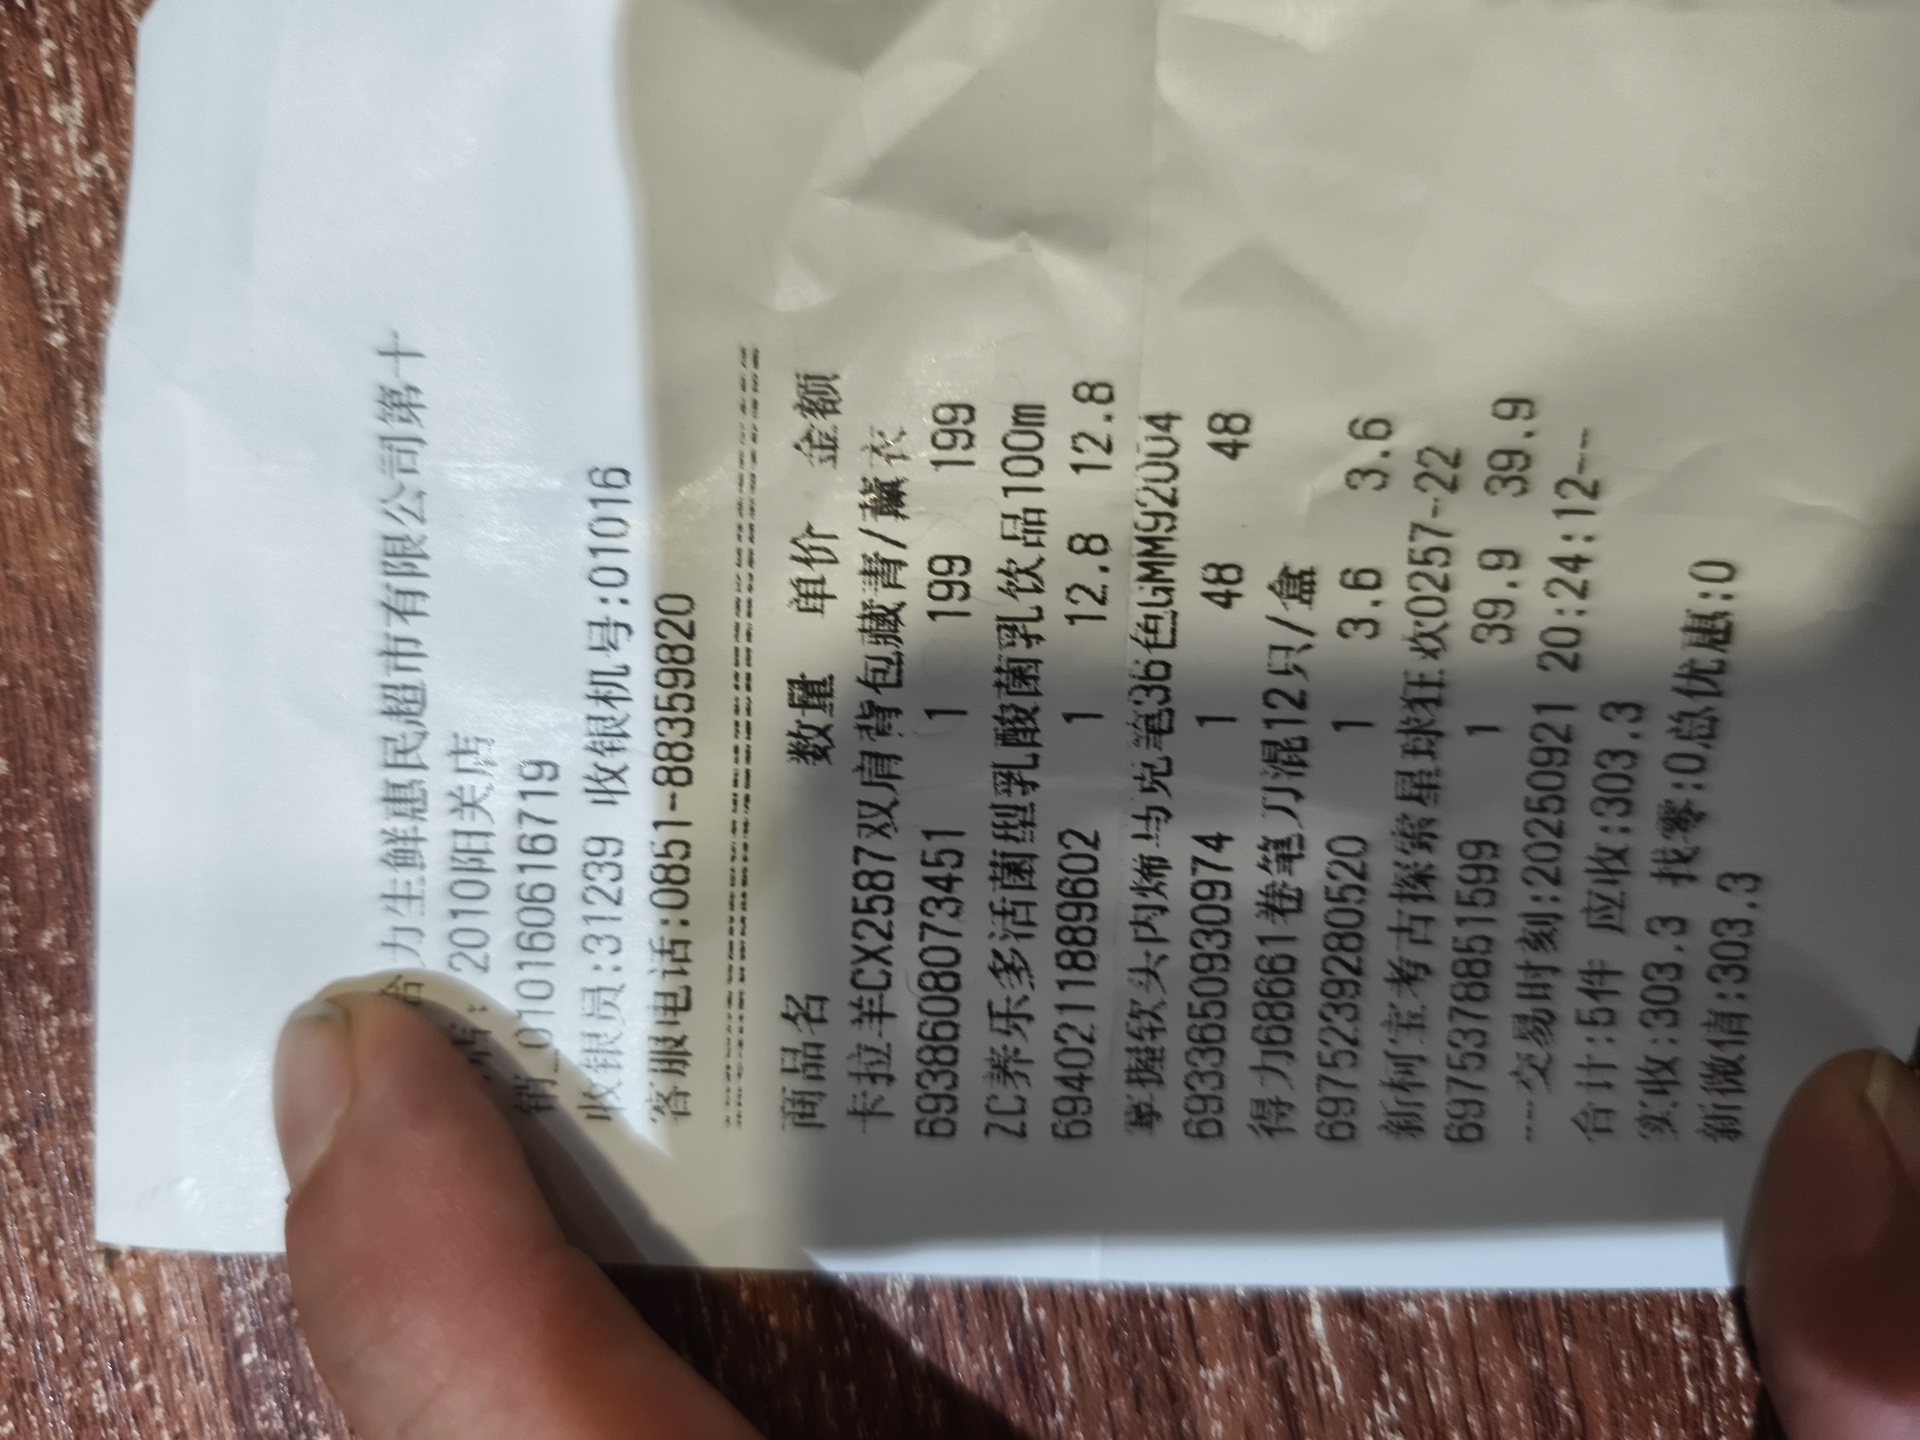 力生鲜惠民超市有限公司第十
2010阳关店
销_0101606616719
收银员:31239 收银机号:01016
客服电话:0851-88359820
商品名 数量 单价 金额
卡拉羊CX2587双肩背包藏青/薰衣
6938608073451 1 199 199
ZC养乐多活菌型乳酸菌乳饮品100m
6940211889602 1 12.8 12.8
掌握软头丙烯马克笔36色GMM92004
6933650930974 1 48 48
得力68661卷笔刀混12只/盒
6975239280520 1 3.6 3.6
新柯宝考古探索星球狂欢0257-22
6975378851599 1 39.9 39.9
---交易时刻:20250921 20:24:12---
合计:5件 应收:303.3
实收:303.3 找零:0总优惠:0
新微信:303.3